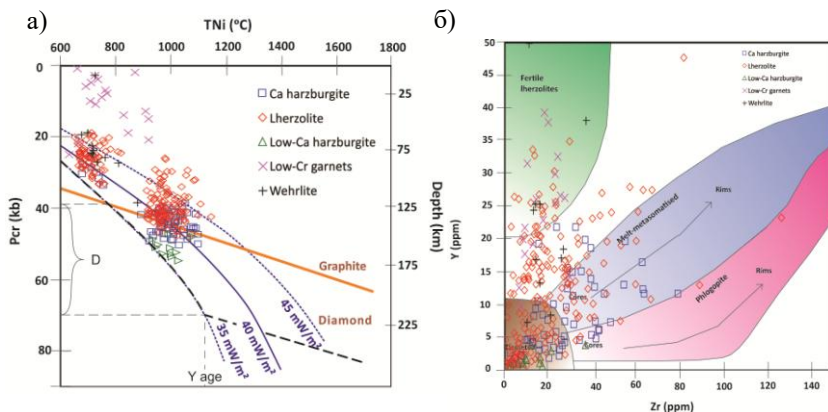 а)
TNi (ºC)
600 800 1000 1200 1400 1600 1800
0
20
40
60
80
Pcr (kb)
25
75
125
175
225
Depth (km)
Ca harzburgite
Lherzolite
Low-Ca harzburgite
Low-Cr garnets
Wehrlite
D
Graphite
Diamond
35 mW/m²
40 mW/m²
45 mW/m²
Y age
б)
50
45
40
35
30
25
20
15
10
5
0
Y (ppm)
Fertile
lherzolites
Ca harzburgite
Lherzolite
Low-Ca harzburgite
Low-Cr garnets
Wehrlite
Melt-metasomatised
Rims
Cores
Phlogopite
Rims
Cores
0 20 40 60 80 100 120 140
Zr (ppm)